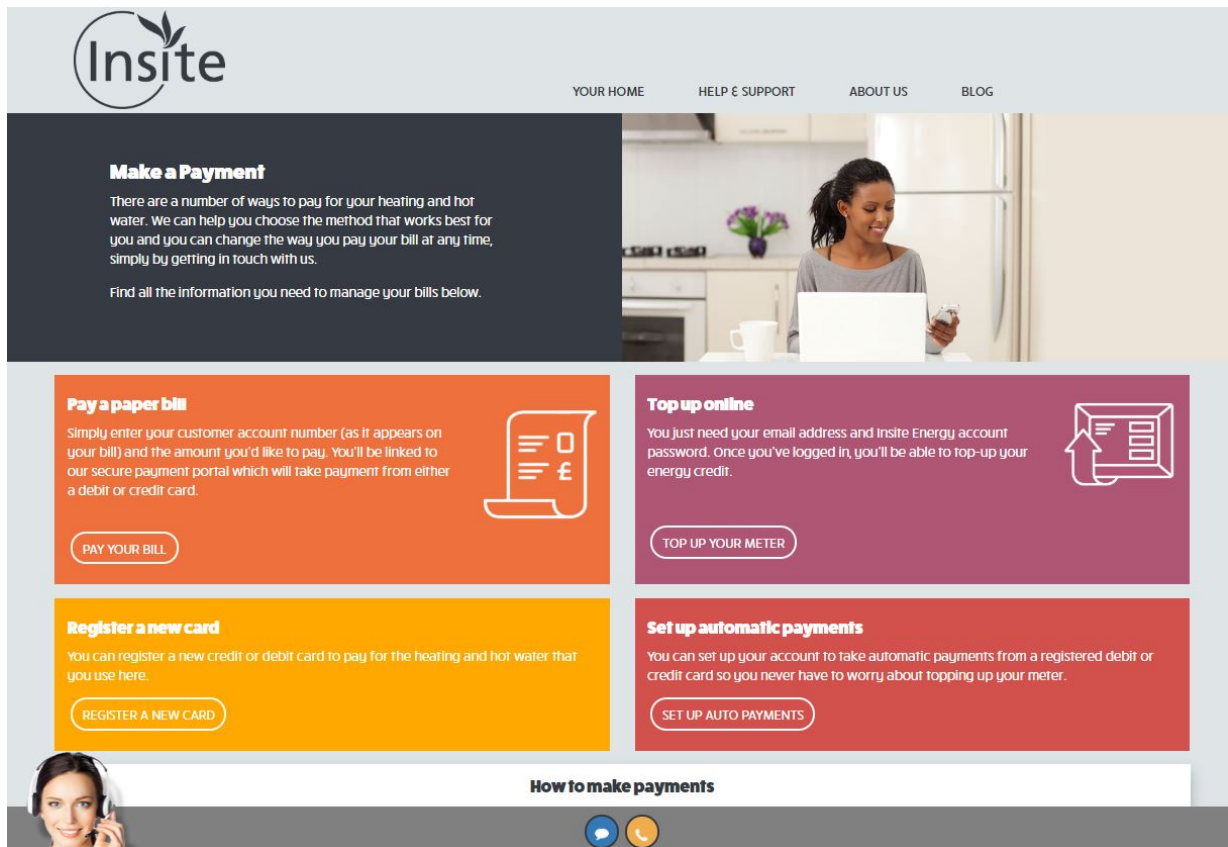 Insite
YOUR HOME HELP & SUPPORT ABOUT US BLOG
Make a Payment
There are a number of ways to pay for your heating and hot
water. We can help you choose the method that works best for
you and you can change the way you pay your bill at any time,
simply by getting in touch with us.
Find all the information you need to manage your bills below.
Pay a paper bill
Simply enter your customer account number (as it appears on
your bill) and the amount you'd like to pay. You'll be linked to
our secure payment portal which will take payment from either
a debit or credit card.
£
PAY YOUR BILL
Top up online
You just need your email address and Insite Energy account
password. Once you've logged in, you'll be able to top-up your
energy credit.
TOP UP YOUR METER
Register a new card
You can register a new credit or debit card to pay for the heating and hot water that
you use here.
REGISTER A NEW CARD
Set up automatic payments
You can set up your account to take automatic payments from a registered debit or
credit card so you never have to worry about topping up your meter.
SET UP AUTO PAYMENTS
How to make payments